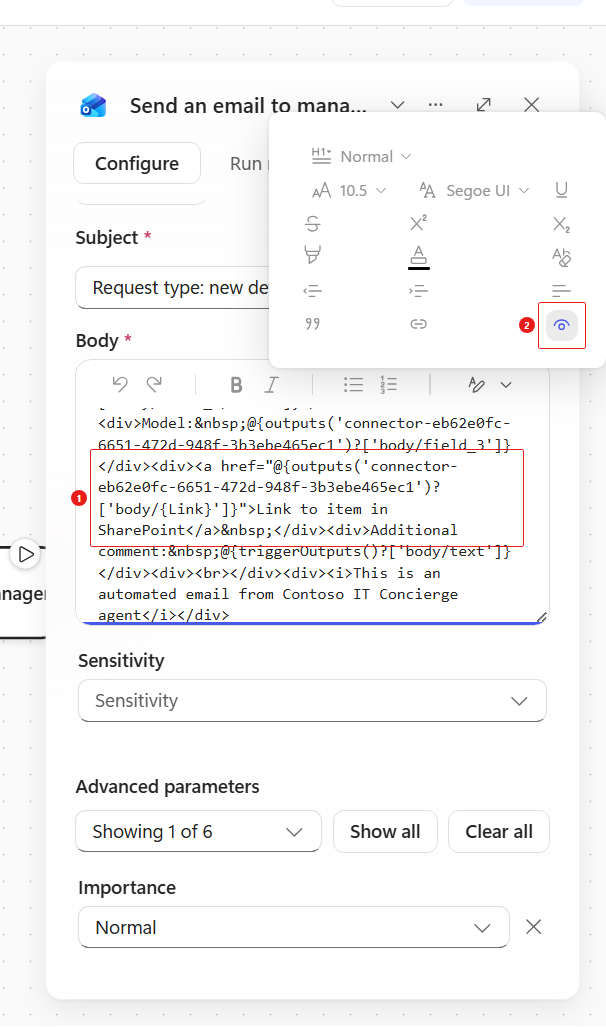 Send an email to mana...
Configure
Run
H1
Normal
10.5
Segoe UI
Subject *
Request type: new de
2
Body *
<div>Model:&nbsp;@{outputs('connector-eb62e0fc-
6651-472d-948f-3b3ebe465ec1')?['body/field_3']}
</div><div><a href="@{outputs('connector-
eb62e0fc-6651-472d-948f-3b3ebe465ec1')?
1
['body/{Link}']}">Link to item in
SharePoint</a>&nbsp;</div><div>Additional
comment:&nbsp;@{triggerOutputs()?['body/text']}
</div><div><br></div><div><i>This is an
automated email from Contoso IT Concierge
agent</i></div>
nager
Sensitivity
Sensitivity
Advanced parameters
Showing 1 of 6
Show all
Clear all
Importance
Normal